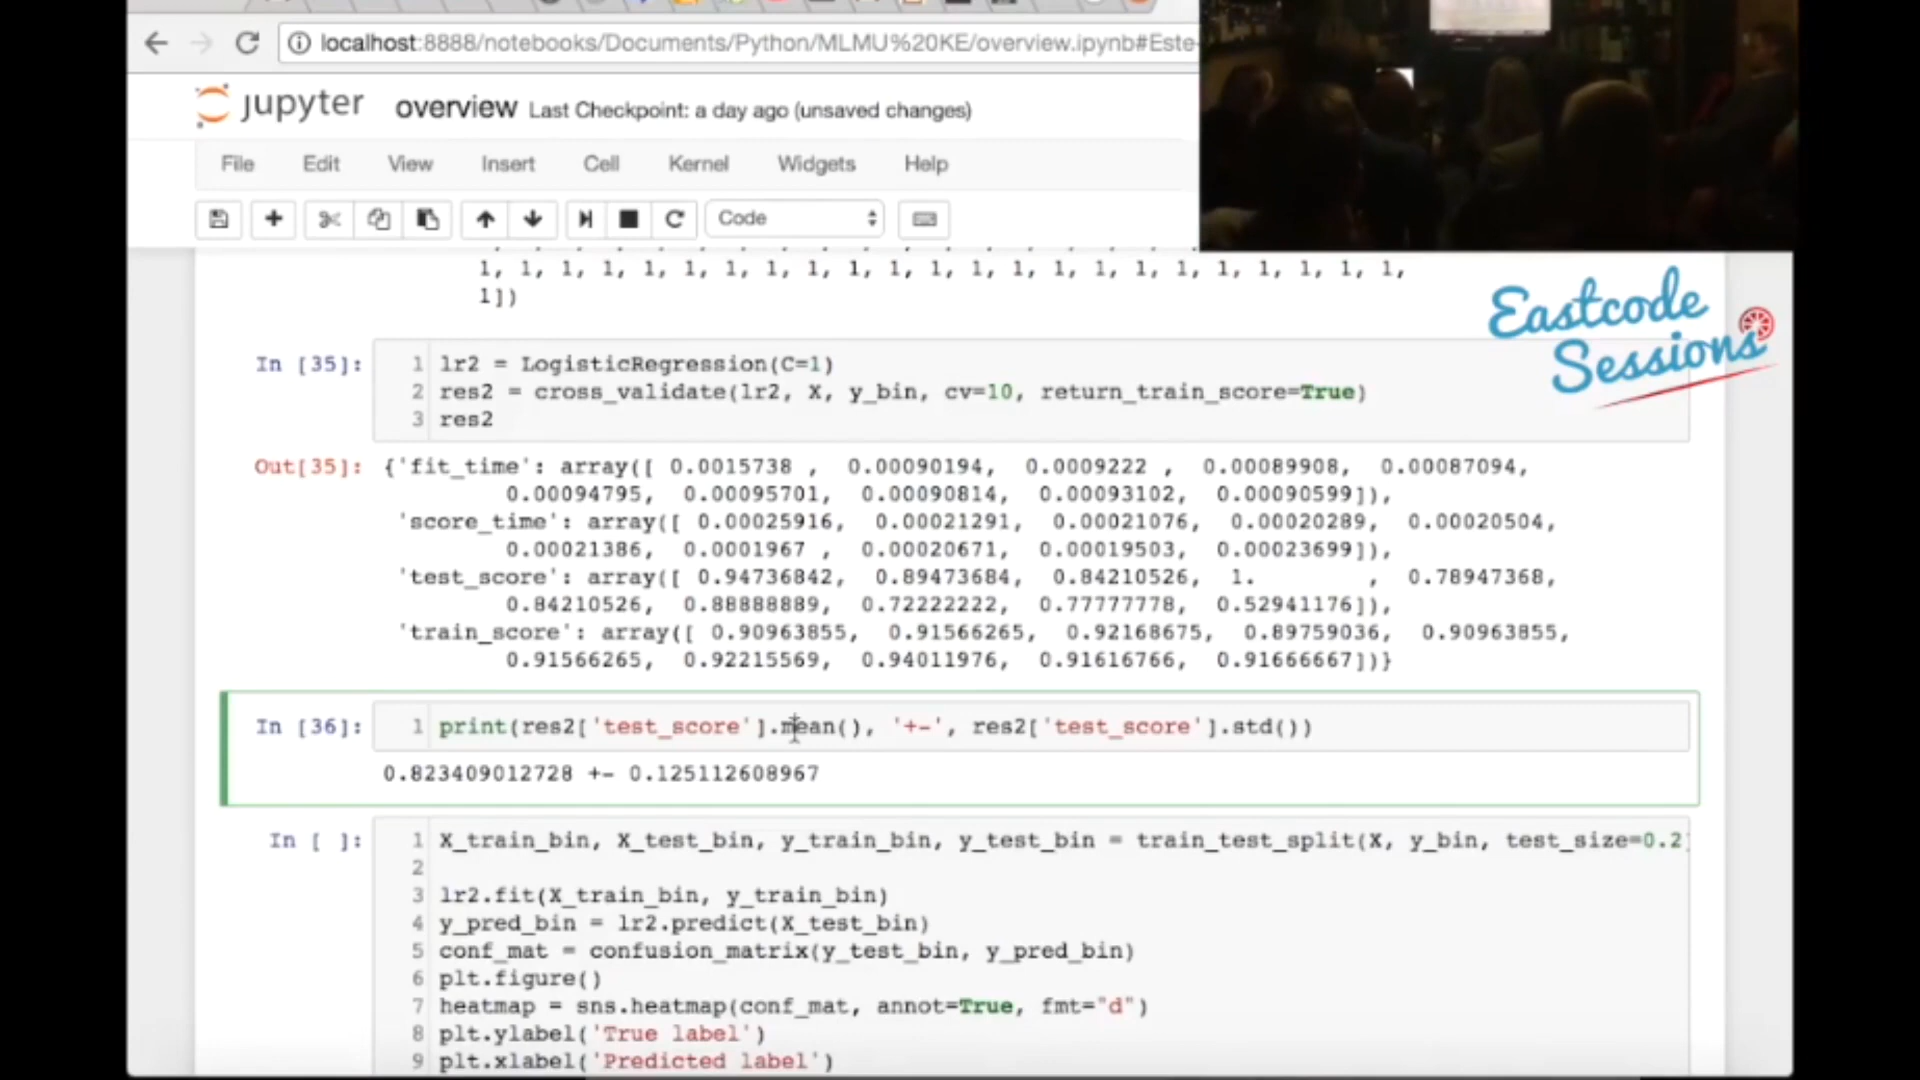 localhost:8888/notebooks/Documents/Python/MLMU%20KE/overview.ipynb#Este-
jupyter overview Last Checkpoint: a day ago (unsaved changes)
File Edit View Insert Cell Kernel Widgets Help
Code
1, 1, 1, 1, 1, 1, 1, 1, 1, 1, 1, 1, 1, 1, 1, 1, 1, 1, 1, 1, 1, 1, 1,
1])
Eastcode
Sessions
In [35]: 1 lr2 = LogisticRegression(C=1)
2 res2 = cross_validate(lr2, X, y_bin, cv=10, return_train_score=True)
3 res2
Out[35]: {'fit_time': array([ 0.0015738 , 0.00090194, 0.0009222 , 0.00089908, 0.00087094,
0.00094795, 0.00095701, 0.00090814, 0.00093102, 0.00090599]),
'score_time': array([ 0.00025916, 0.00021291, 0.00021076, 0.00020289, 0.00020504,
0.00021386, 0.0001967 , 0.00020671, 0.00019503, 0.00023699]),
'test_score': array([ 0.94736842, 0.89473684, 0.84210526, 1. , 0.78947368,
0.84210526, 0.88888889, 0.72222222, 0.77777778, 0.52941176]),
'train_score': array([ 0.90963855, 0.91566265, 0.92168675, 0.89759036, 0.90963855,
0.91566265, 0.92215569, 0.94011976, 0.91616766, 0.91666667])}
In [36]: 1 print(res2['test_score'].mean(), '+-', res2['test_score'].std())
0.823409012728 +- 0.125112608967
In [ ]: 1 X_train_bin, X_test_bin, y_train_bin, y_test_bin = train_test_split(X, y_bin, test_size=0.2)
2
3 lr2.fit(X_train_bin, y_train_bin)
4 y_pred_bin = lr2.predict(X_test_bin)
5 conf_mat = confusion_matrix(y_test_bin, y_pred_bin)
6 plt.figure()
7 heatmap = sns.heatmap(conf_mat, annot=True, fmt="d")
8 plt.ylabel('True label')
9 plt.xlabel('Predicted label')